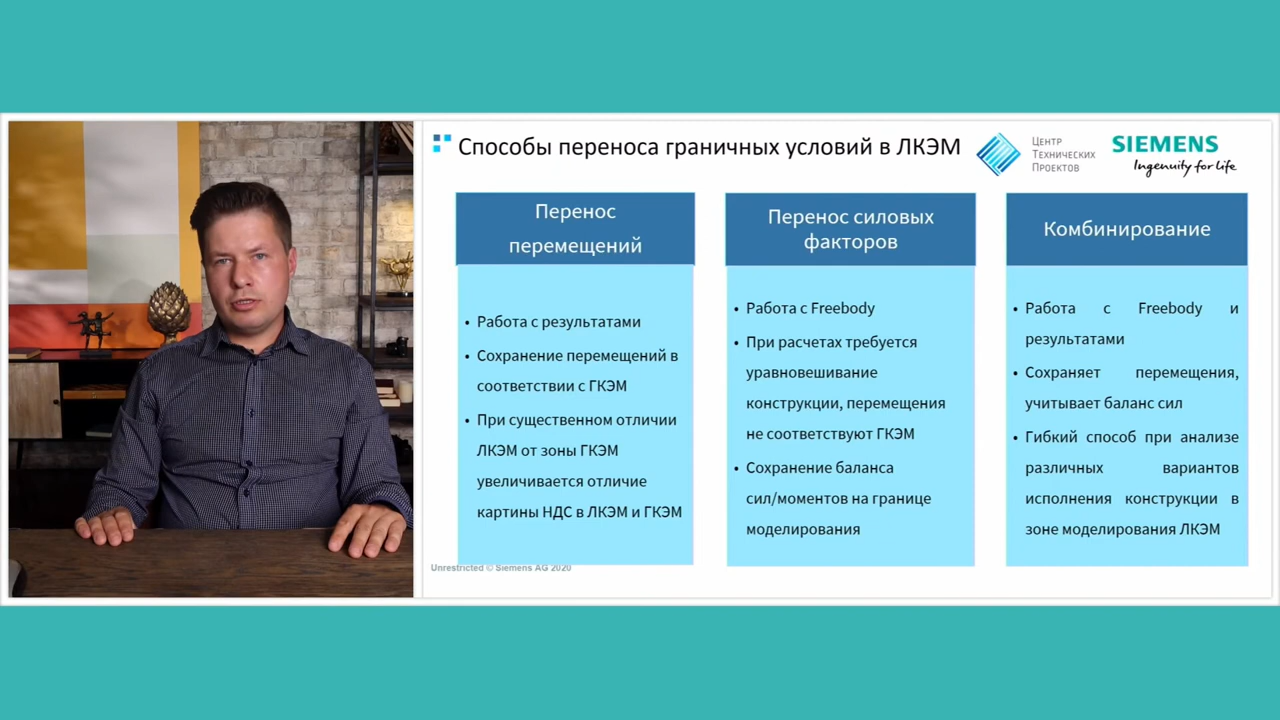 Способы переноса граничных условий в ЛКЭМ
ЦЕНТР
ТЕХНИЧЕСКИХ
ПРОЕКТОВ
SIEMENS
Ingenuity for life
Перенос
перемещений
• Работа с результатами
• Сохранение перемещений в
соответствии с ГКЭМ
• При существенном отличии
ЛКЭМ от зоны ГКЭМ
увеличивается отличие
картины НДС в ЛКЭМ и ГКЭМ
Перенос силовых
факторов
• Работа с Freebody
• При расчетах требуется
уравновешивание
конструкции, перемещения
не соответствуют ГКЭМ
• Сохранение баланса
сил/моментов на границе
моделирования
Комбинирование
• Работа с Freebody и
результатами
• Сохраняет перемещения,
учитывает баланс сил
• Гибкий способ при анализе
различных вариантов
исполнения конструкции в
зоне моделирования ЛКЭМ
Unrestricted © Siemens AG 2020